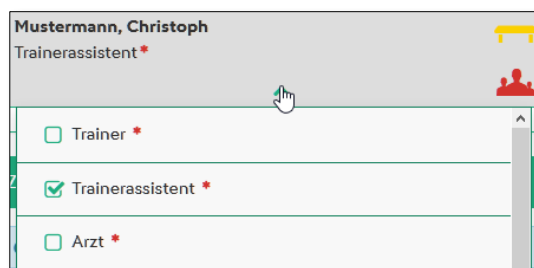 Mustermann, Christoph
Trainerassistent*
Trainer *
Trainerassistent *
Arzt *